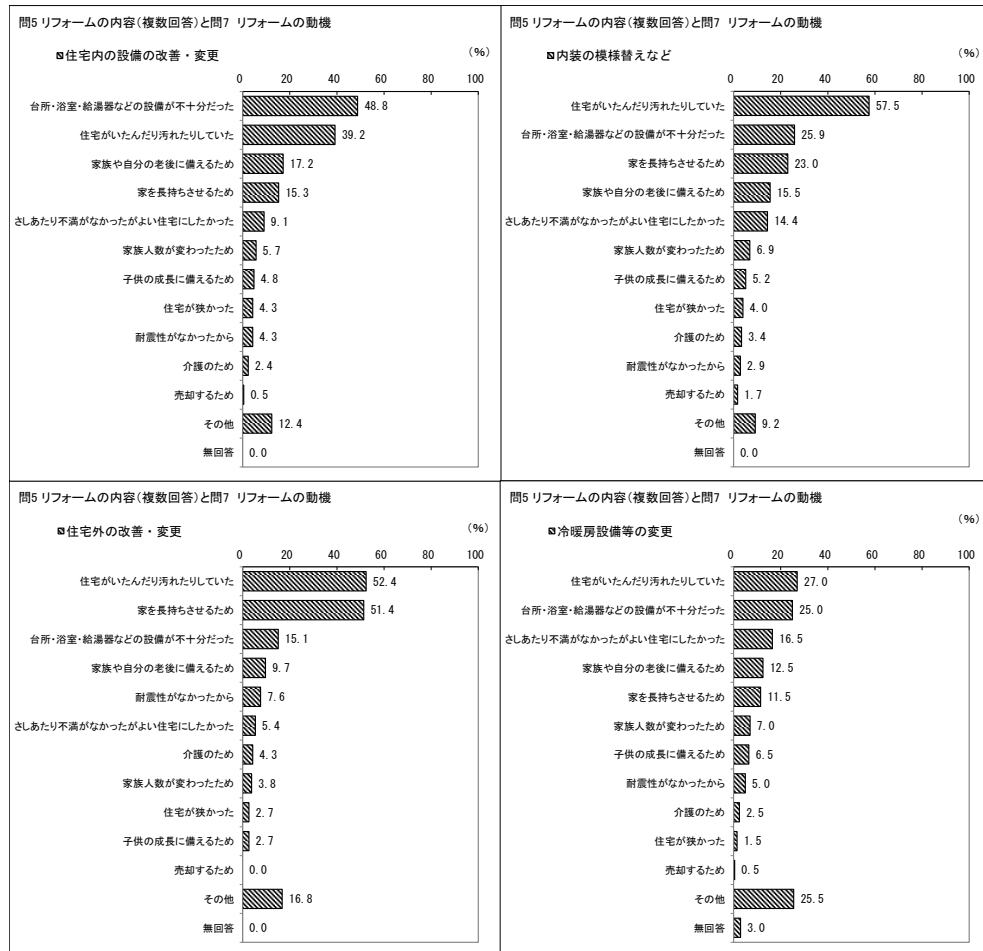 問5 リフォームの内容(複数回答)と問7 リフォームの動機
住宅内の設備の改善・変更
(%)
0 20 40 60 80 100
台所・浴室・給湯器などの設備が不十分だった 48.8
住宅がいたんだり汚れたりしていた 39.2
家族や自分の老後に備えるため 17.2
家を長持ちさせるため 15.3
さしあたり不満がなかったがよい住宅にしたかった 9.1
家族人数が変わったため 5.7
子供の成長に備えるため 4.8
住宅が狭かった 4.3
耐震性がなかったから 4.3
介護のため 2.4
売却するため 0.5
その他 12.4
無回答 0.0
問5 リフォームの内容(複数回答)と問7 リフォームの動機
内装の模様替えなど
(%)
0 20 40 60 80 100
住宅がいたんだり汚れたりしていた 57.5
台所・浴室・給湯器などの設備が不十分だった 25.9
家を長持ちさせるため 23.0
家族や自分の老後に備えるため 15.5
さしあたり不満がなかったがよい住宅にしたかった 14.4
家族人数が変わったため 6.9
子供の成長に備えるため 5.2
住宅が狭かった 4.0
介護のため 3.4
耐震性がなかったから 2.9
売却するため 1.7
その他 9.2
無回答 0.0
問5 リフォームの内容(複数回答)と問7 リフォームの動機
住宅外の改善・変更
(%)
0 20 40 60 80 100
住宅がいたんだり汚れたりしていた 52.4
家を長持ちさせるため 51.4
台所・浴室・給湯器などの設備が不十分だった 15.1
家族や自分の老後に備えるため 9.7
耐震性がなかったから 7.6
さしあたり不満がなかったがよい住宅にしたかった 5.4
介護のため 4.3
家族人数が変わったため 3.8
住宅が狭かった 2.7
子供の成長に備えるため 2.7
売却するため 0.0
その他 16.8
無回答 0.0
問5 リフォームの内容(複数回答)と問7 リフォームの動機
冷暖房設備等の変更
(%)
0 20 40 60 80 100
住宅がいたんだり汚れたりしていた 27.0
台所・浴室・給湯器などの設備が不十分だった 25.0
さしあたり不満がなかったがよい住宅にしたかった 16.5
家族や自分の老後に備えるため 12.5
家を長持ちさせるため 11.5
家族人数が変わったため 7.0
子供の成長に備えるため 6.5
耐震性がなかったから 5.0
介護のため 2.5
住宅が狭かった 1.5
売却するため 0.5
その他 25.5
無回答 3.0